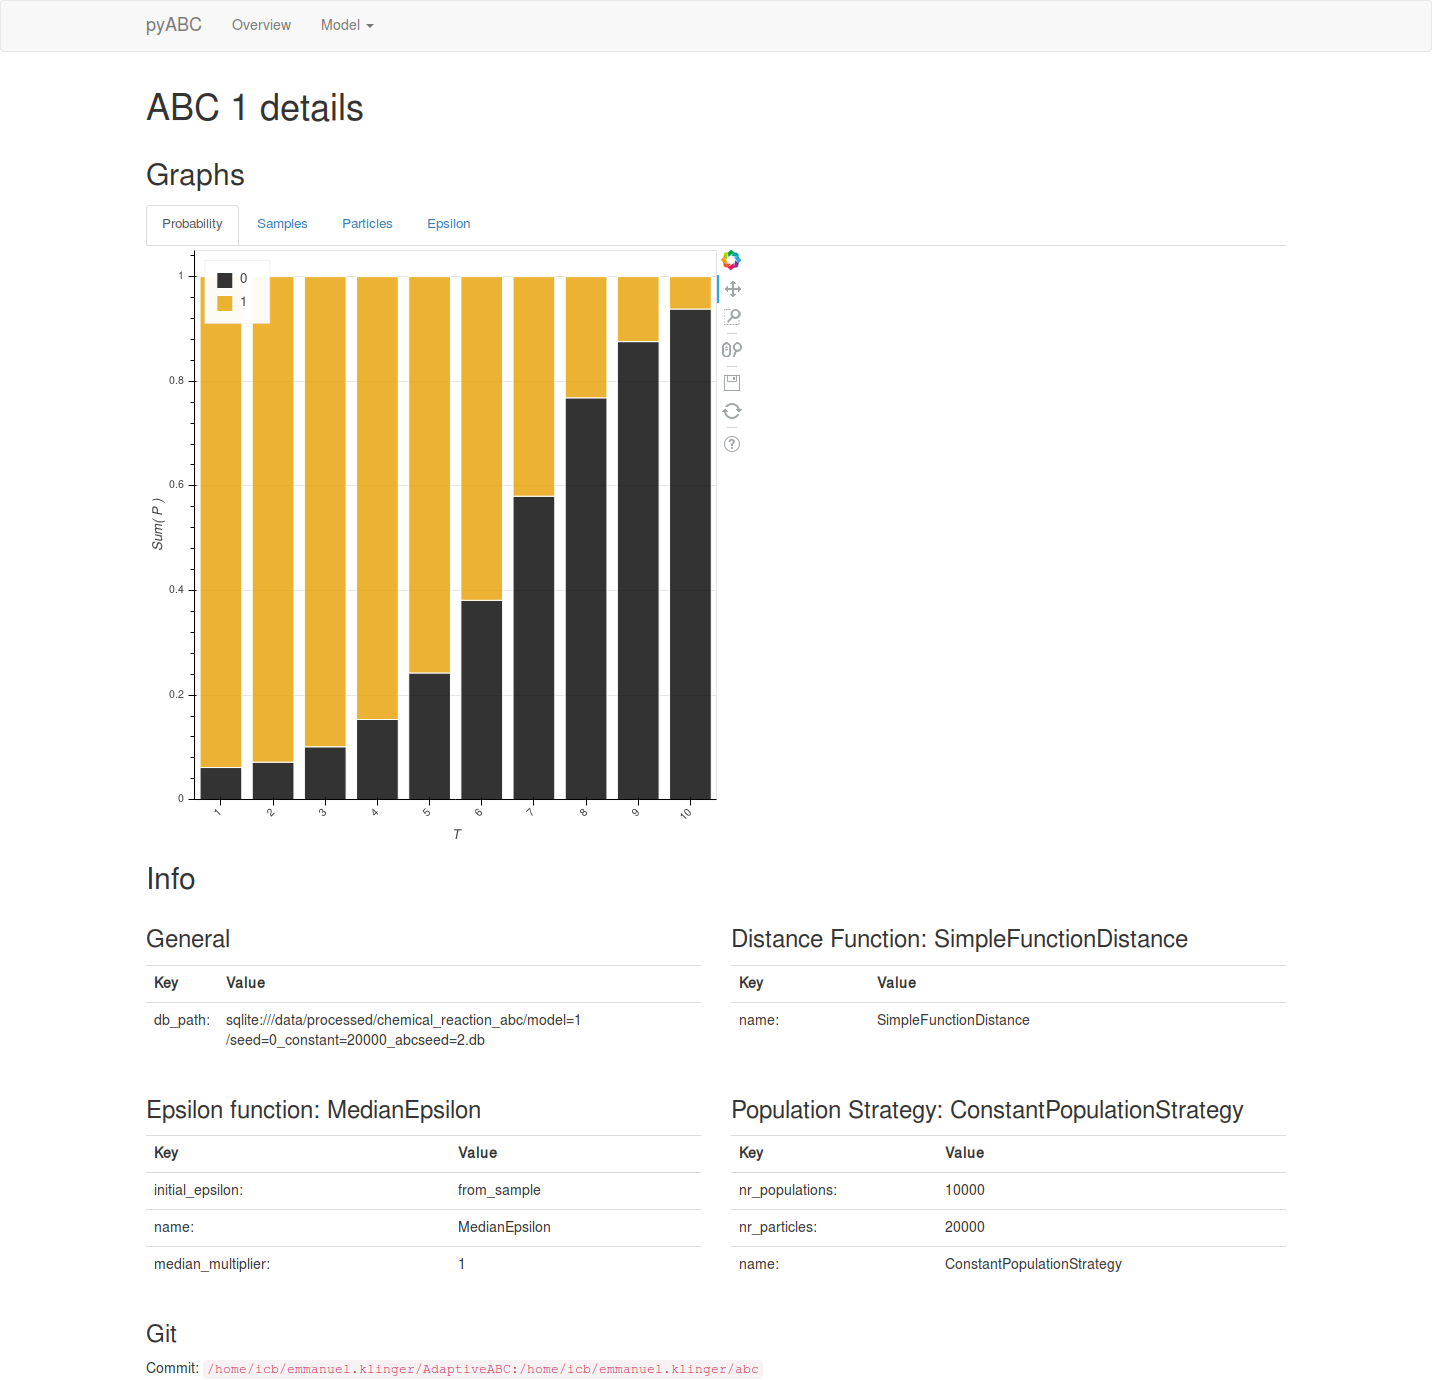 pyABC Overview Model
ABC 1 details
Graphs
Probability Samples Particles Epsilon
0
1
1
0.8
0.6
0.4
0.2
0
Sum( P )
1 2 3 4 5 6 7 8 9 10
T
Info
General
Key Value
db_path: sqlite:///data/processed/chemical_reaction_abc/model=1
/seed=0_constant=20000_abcseed=2.db
Distance Function: SimpleFunctionDistance
Key Value
name: SimpleFunctionDistance
Epsilon function: MedianEpsilon
Key Value
initial_epsilon: from_sample
name: MedianEpsilon
median_multiplier: 1
Population Strategy: ConstantPopulationStrategy
Key Value
nr_populations: 10000
nr_particles: 20000
name: ConstantPopulationStrategy
Git
Commit: /home/icb/emmanuel.klinger/AdaptiveABC:/home/icb/emmanuel.klinger/abc